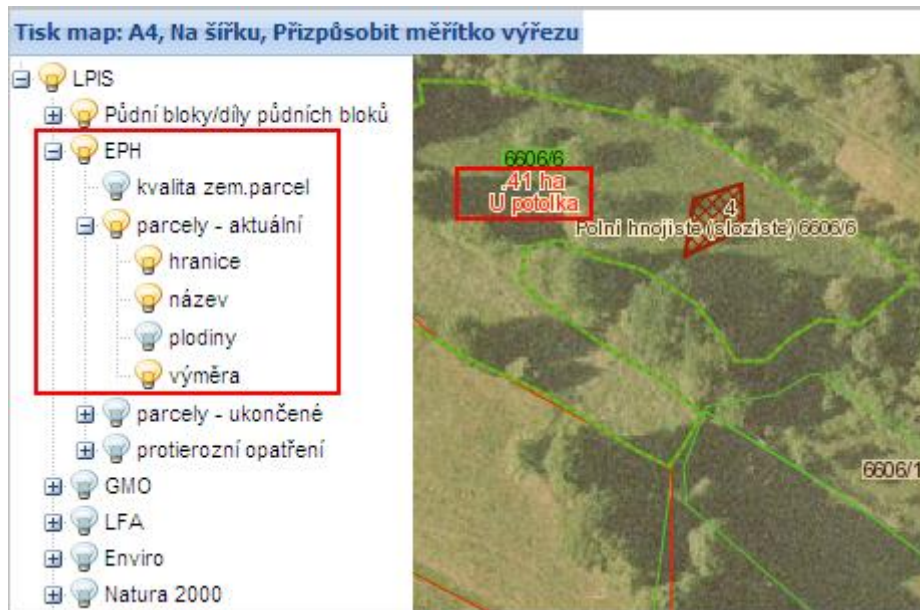 Tisk map: A4, Na šířku, Přizpůsobit měřítko výřezu
LPIS
Půdní bloky/díly půdních bloků
EPH
kvalita zem.parcel
parcely - aktuální
hranice
název
plodiny
výměra
parcely - ukončené
protierozní opatření
GMO
LFA
Enviro
Natura 2000
6606/6
.41 ha
U potolka
4
Polni hnojiste (sloziste) 6606/6
6606/1